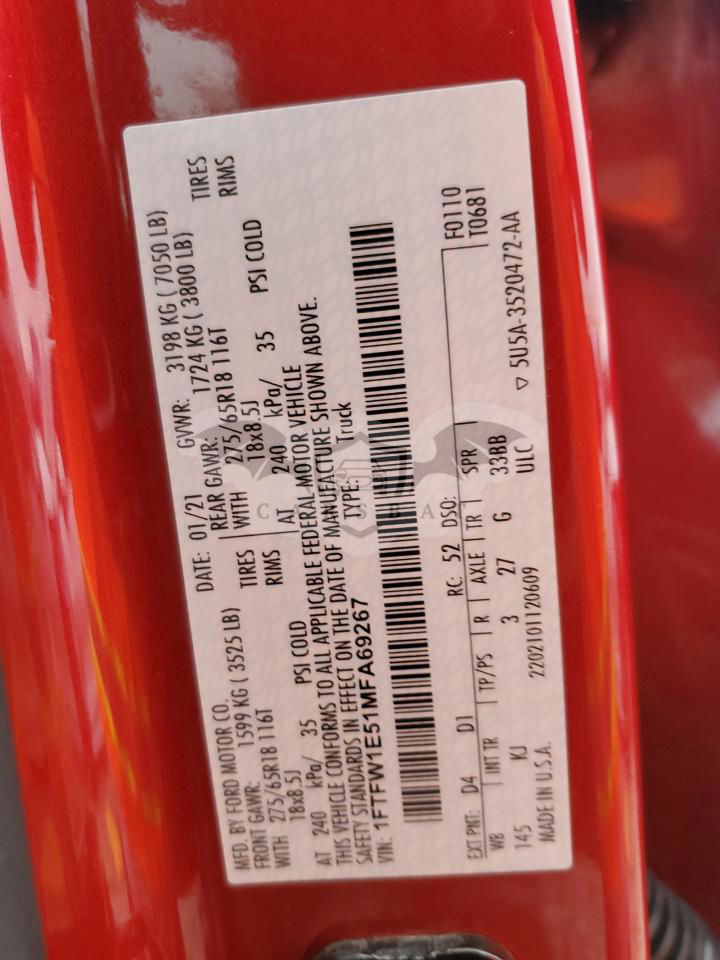 MFD. BY FORD MOTOR CO. DATE: 01/21 GVWR: 3198 KG ( 7050 LB)
FRONT GAWR: 1599 KG ( 3525 LB) REAR GAWR: 1724 KG ( 3800 LB)
WITH 275/65R18 116T TIRES WITH 275/65R18 116T TIRES
18x8.5J RIMS 18x8.5J RIMS
AT 240 kPa/ 35 PSI COLD AT 240 kPa/ 35 PSI COLD
THIS VEHICLE CONFORMS TO ALL APPLICABLE FEDERAL MOTOR VEHICLE
SAFETY STANDARDS IN EFFECT ON THE DATE OF MANUFACTURE SHOWN ABOVE.
VIN: 1FTFW1E51MFA69267 TYPE: Truck
F0110
EXT PNT: D4 D1 RC: 52 DSO: T0681
WB INT TR TP/PS R AXLE TR SPR
145 KJ 3 27 G 33BB
MADE IN U.S.A. 2202101120609 ULC ▽ 5U5A-3520472-AA